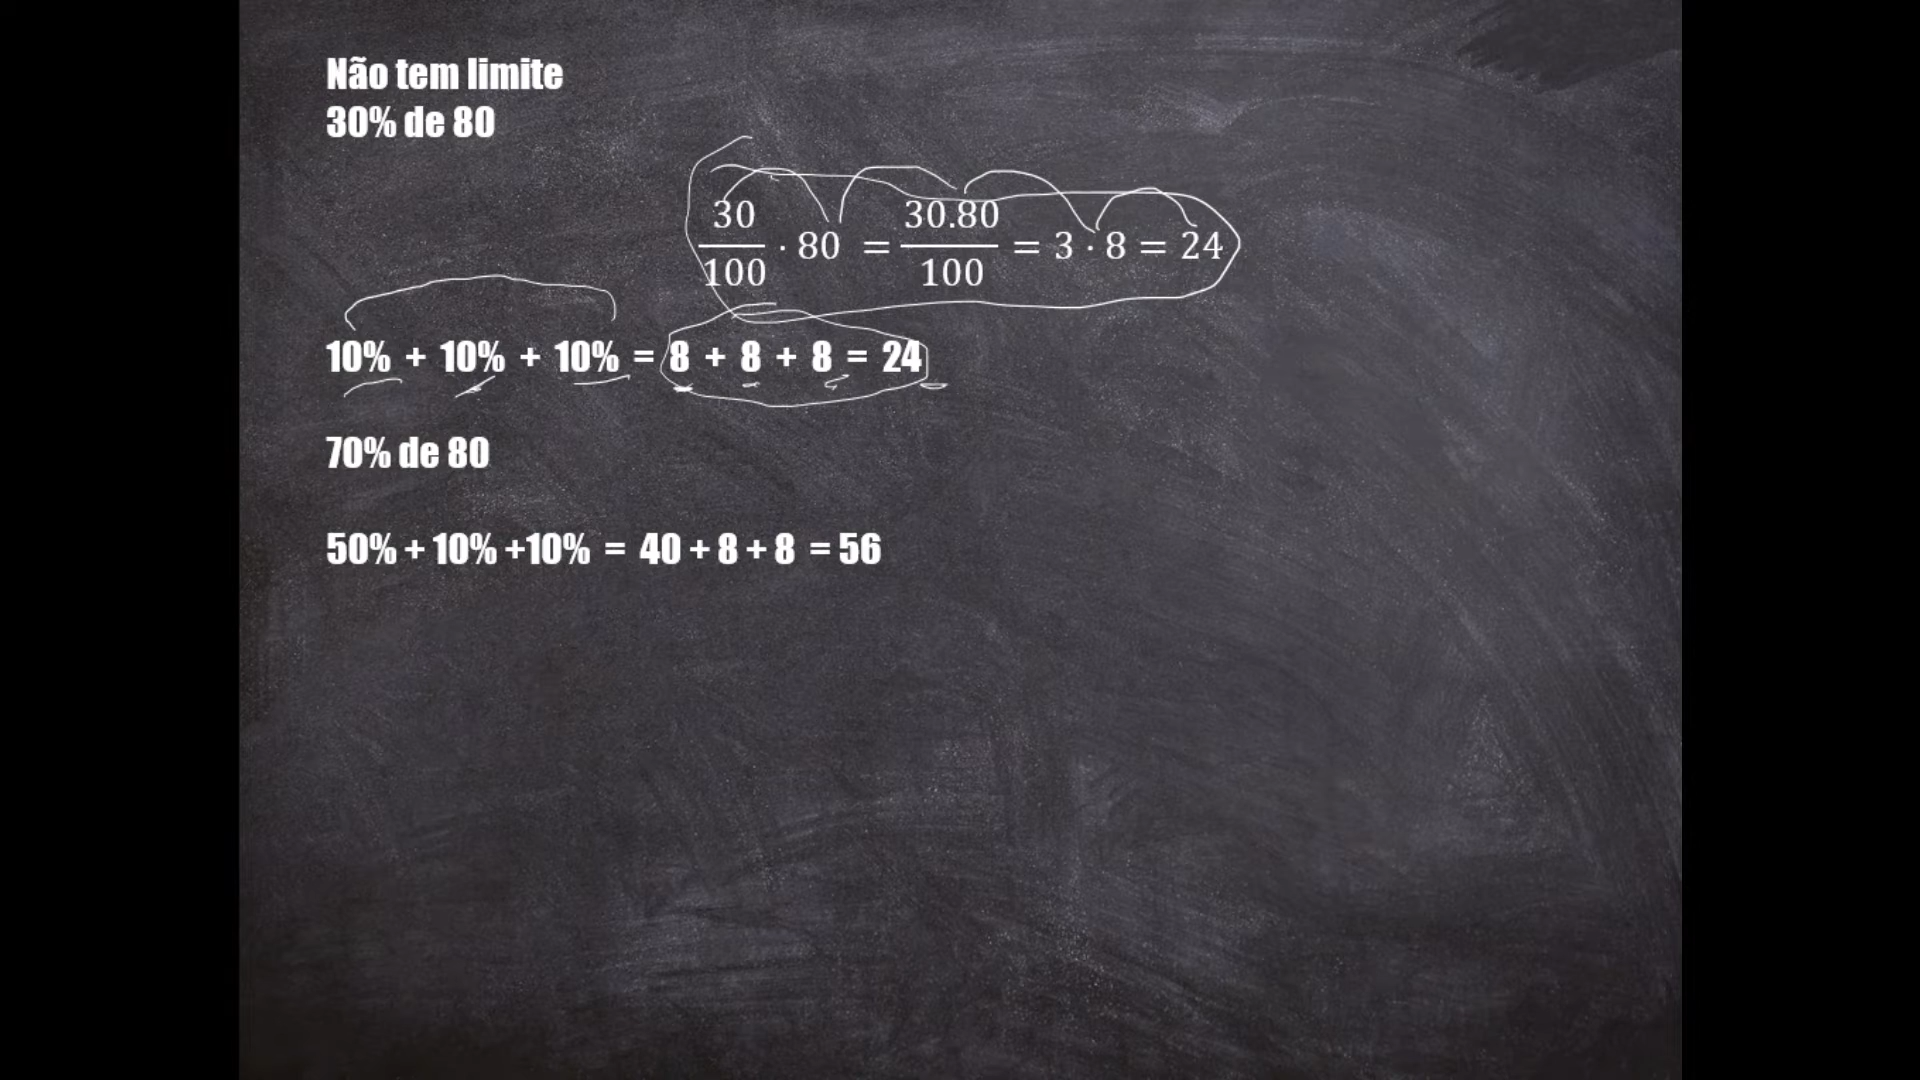 Não tem limite
30% de 80
30/100 · 80 = 30.80/100 = 3 · 8 = 24
10% + 10% + 10% = 8 + 8 + 8 = 24
70% de 80
50% + 10% +10% = 40 + 8 + 8 = 56